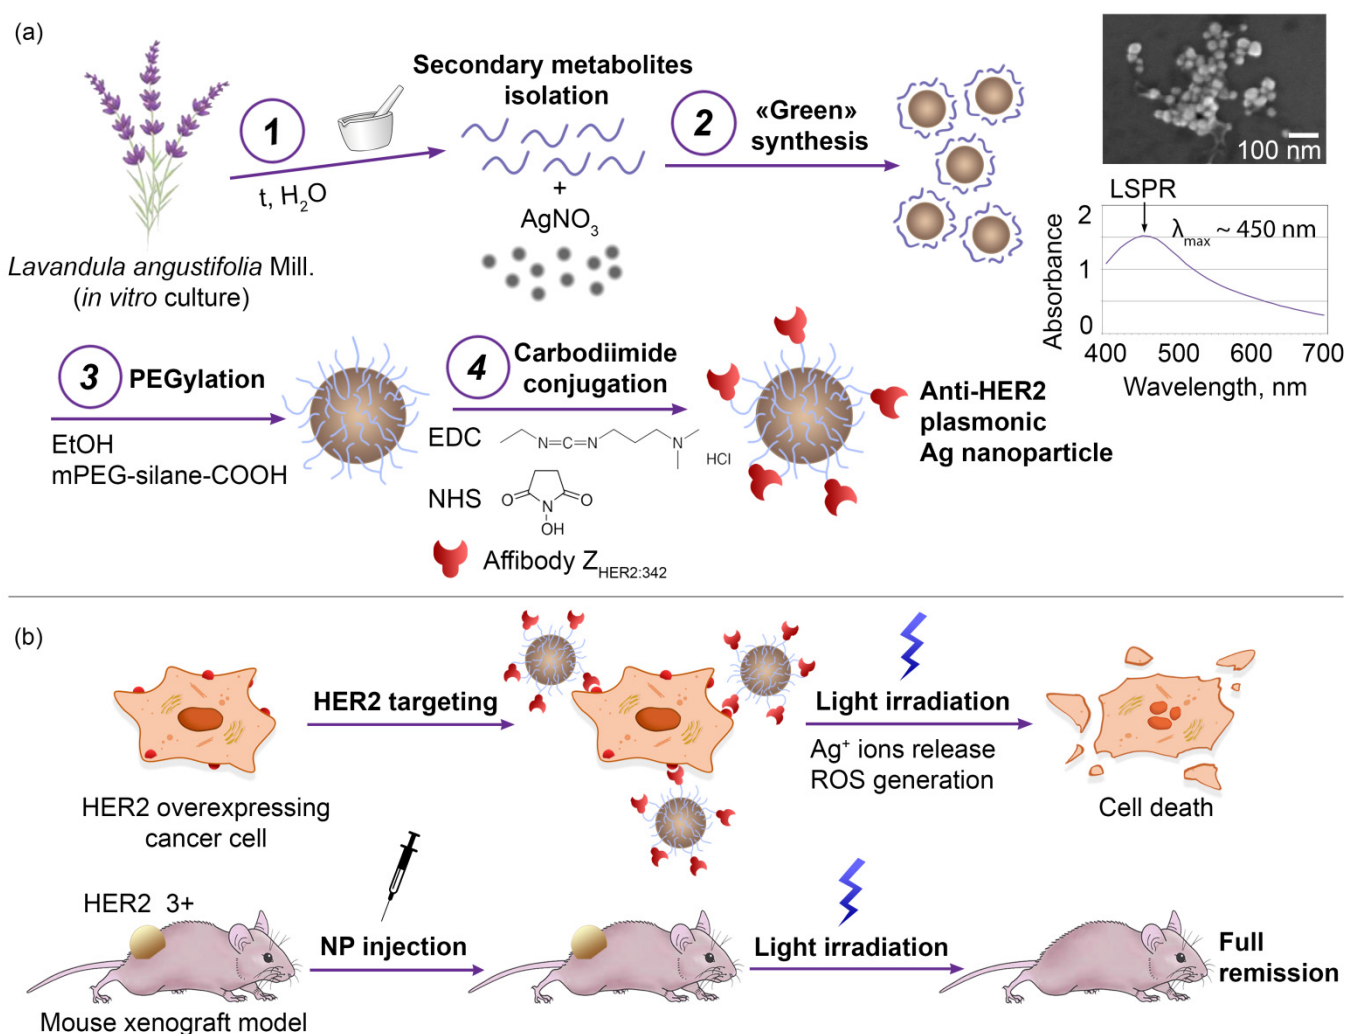 (a)
1
t, H₂O
Lavandula angustifolia Mill.
(in vitro culture)
Secondary metabolites
isolation
+
AgNO₃
2
«Green»
synthesis
100 nm
LSPR
λmax ~ 450 nm
Absorbance
2
1
0
400
500
600
700
Wavelength, nm
3
PEGylation
EtOH
mPEG-silane-COOH
4
Carbodiimide
conjugation
EDC
N=C=N
N
HCl
NHS
O
N
O
OH
Affibody Z_HER2:342
Anti-HER2
plasmonic
Ag nanoparticle
(b)
HER2 overexpressing
cancer cell
HER2 targeting
Light irradiation
Ag⁺ ions release
ROS generation
Cell death
HER2 3+
Mouse xenograft model
NP injection
Light irradiation
Full
remission